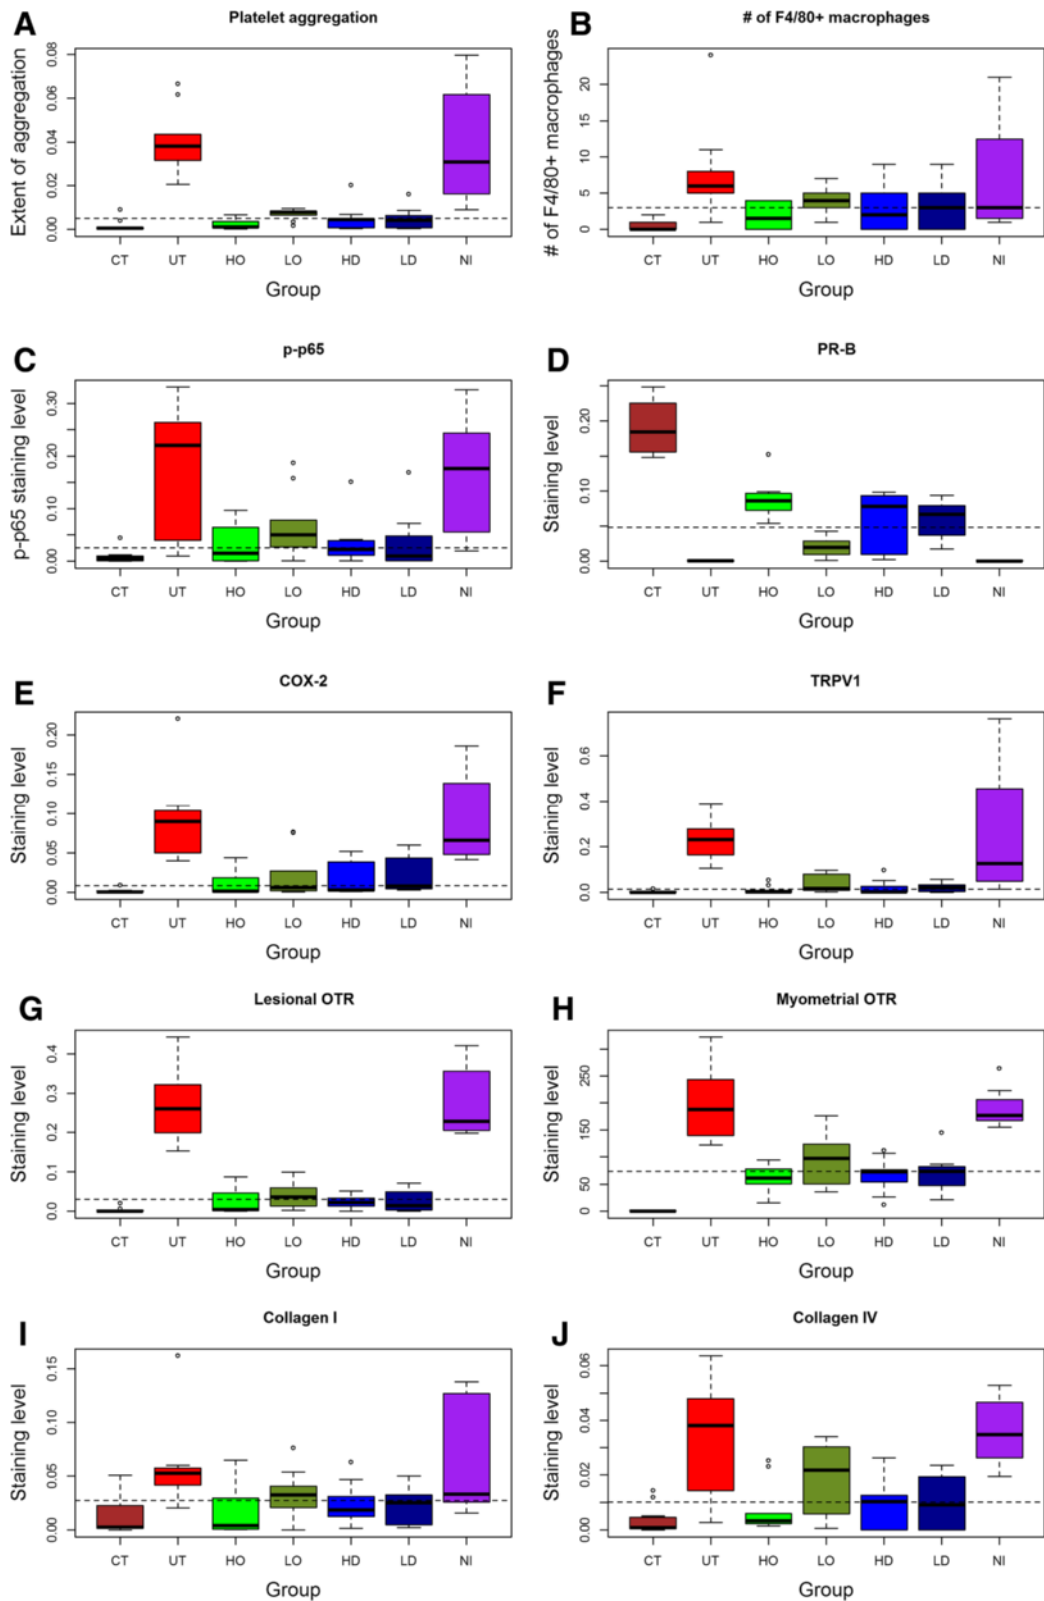 A
Platelet aggregation
Extent of aggregation
0.00
0.02
0.04
0.06
0.08
CT UT HO LO HD LD NI
Group
B
# of F4/80+ macrophages
# of F4/80+ macrophages
0
5
10
15
20
CT UT HO LO HD LD NI
Group
C
p-p65
p-p65 staining level
0.00
0.10
0.20
0.30
CT UT HO LO HD LD NI
Group
D
PR-B
Staining level
0.00
0.10
0.20
CT UT HO LO HD LD NI
Group
E
COX-2
Staining level
0.00
0.05
0.10
0.15
0.20
CT UT HO LO HD LD NI
Group
F
TRPV1
Staining level
0.0
0.2
0.4
0.6
CT UT HO LO HD LD NI
Group
G
Lesional OTR
Staining level
0.0
0.1
0.2
0.3
0.4
CT UT HO LO HD LD NI
Group
H
Myometrial OTR
Staining level
0
50
150
250
CT UT HO LO HD LD NI
Group
I
Collagen I
Staining level
0.00
0.05
0.10
0.15
CT UT HO LO HD LD NI
Group
J
Collagen IV
Staining level
0.00
0.02
0.04
0.06
CT UT HO LO HD LD NI
Group